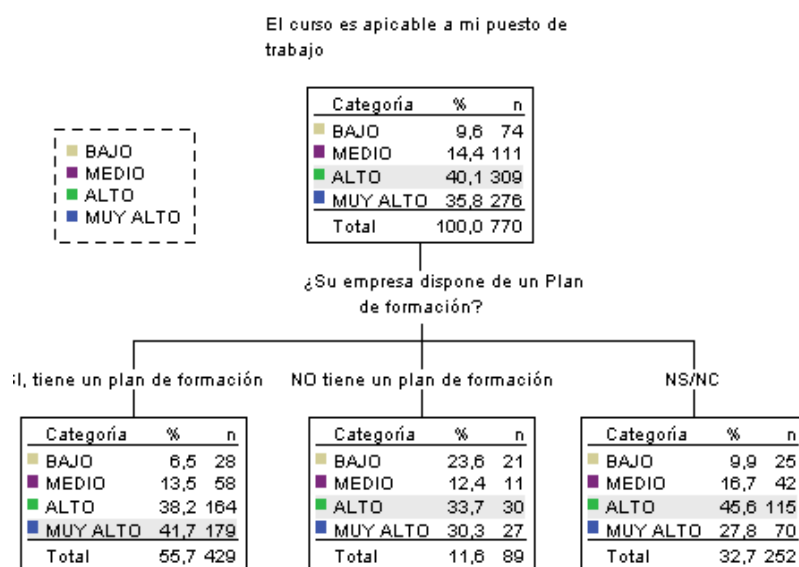 El curso es apicable a mi puesto de
trabajo
Categoría % n
BAJO 9,6 74
MEDIO 14,4 111
ALTO 40,1 309
MUY ALTO 35,8 276
Total 100,0 770
BAJO
MEDIO
ALTO
MUY ALTO
¿Su empresa dispone de un Plan
de formación?
SI, tiene un plan de formación
Categoría % n
BAJO 6,5 28
MEDIO 13,5 58
ALTO 38,2 164
MUY ALTO 41,7 179
Total 55,7 429
NO tiene un plan de formación
Categoría % n
BAJO 23,6 21
MEDIO 12,4 11
ALTO 33,7 30
MUY ALTO 30,3 27
Total 11,6 89
NS/NC
Categoría % n
BAJO 9,9 25
MEDIO 16,7 42
ALTO 45,6 115
MUY ALTO 27,8 70
Total 32,7 252